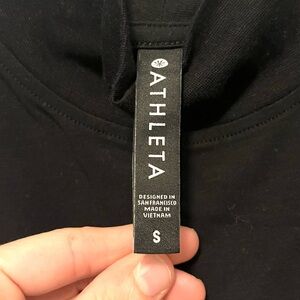 ATHLETA
DESIGNED IN
SAN FRANCISCO
MADE IN
VIETNAM
S